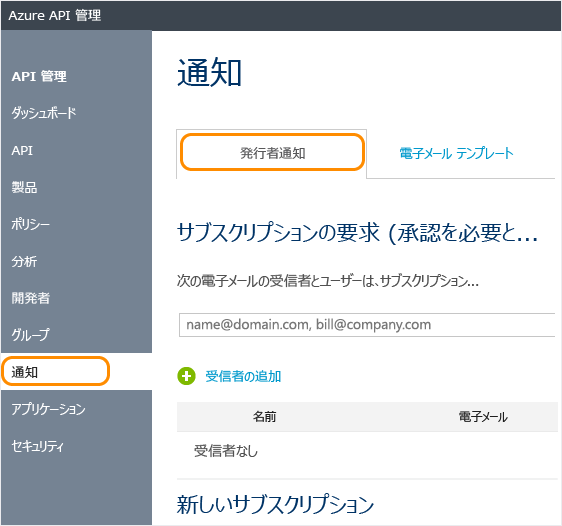 Azure API 管理
API 管理
ダッシュボード
API
製品
ポリシー
分析
開発者
グループ
通知
アプリケーション
セキュリティ
通知
発行者通知
電子メール テンプレート
サブスクリプションの要求 (承認を必要と...
次の電子メールの受信者とユーザーは、サブスクリプション...
name@domain.com, bill@company.com
受信者の追加
名前 電子メール
受信者なし
新しいサブスクリプション